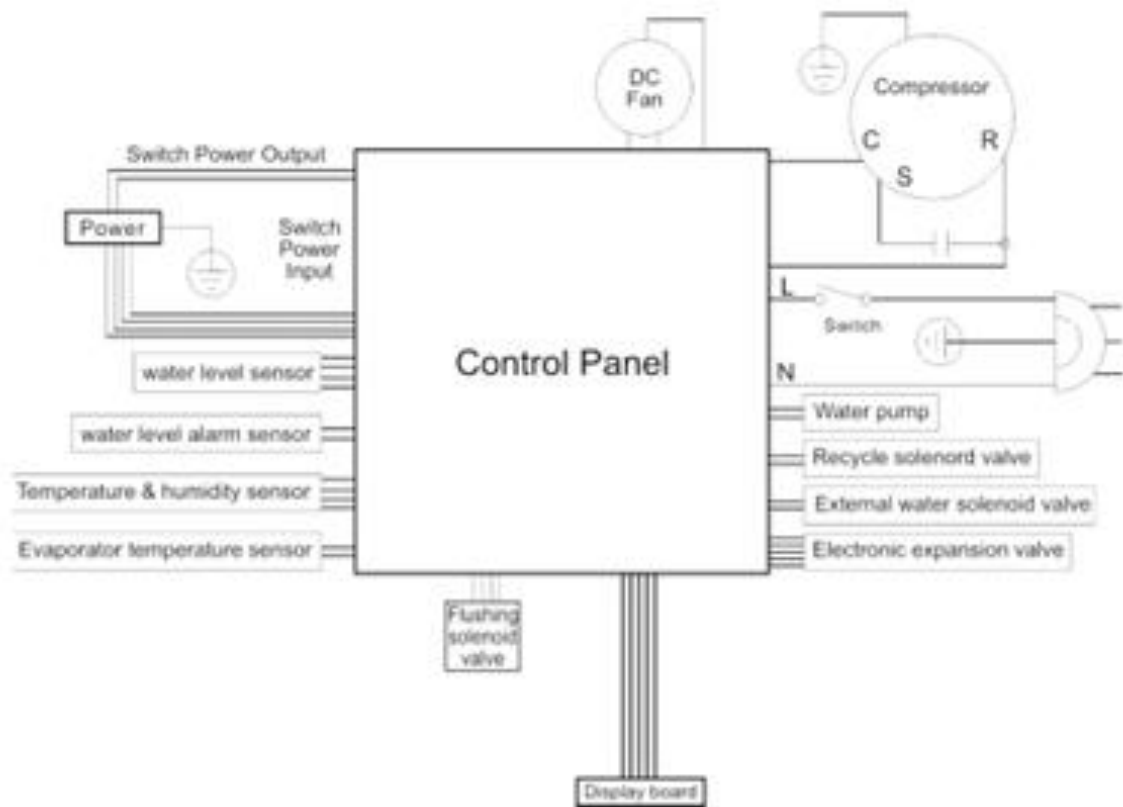 DC
Fan
Compressor
C
R
S
Switch Power Output
Power
Switch
Power
Input
L
Switch
Control Panel
N
water level sensor
Water pump
water level alarm sensor
Recycle solenord valve
Temperature & humidity sensor
External water solenoid valve
Evaporator temperature sensor
Electronic expansion valve
Flushing
solenoid
valve
Display board